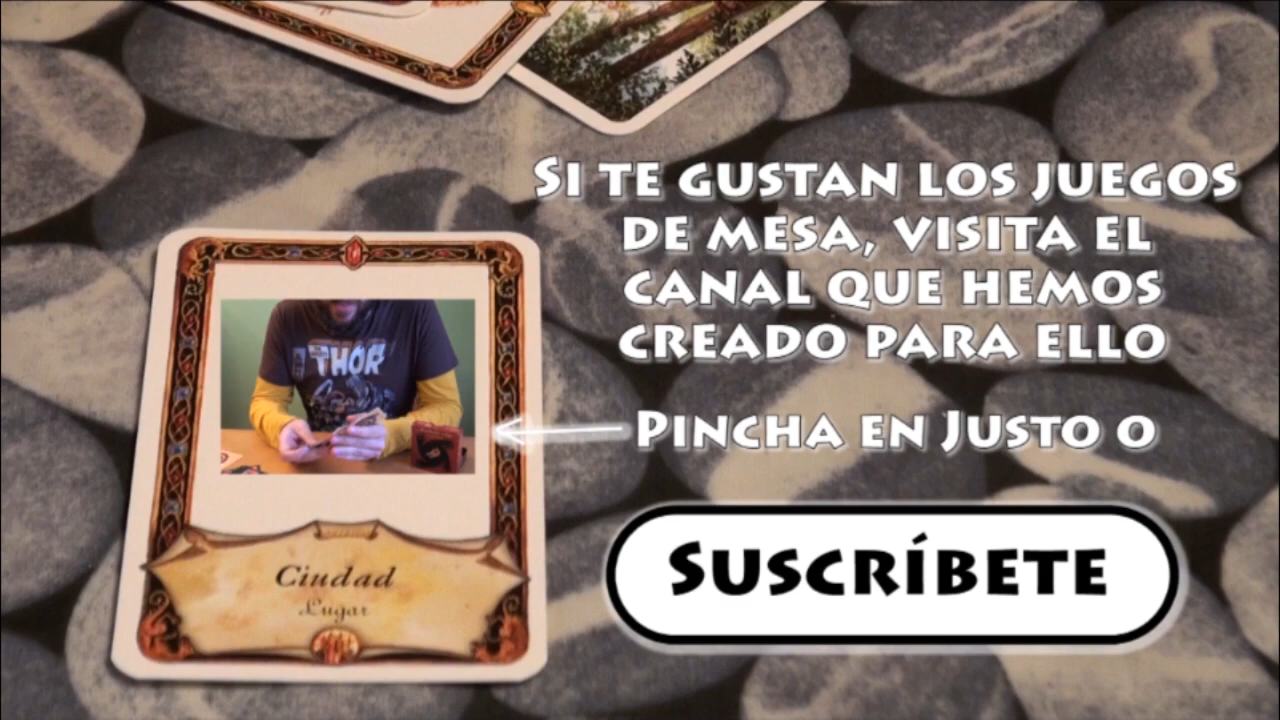 Si te gustan los juegos
de mesa, visita el
canal que hemos
creado para ello
Pincha en Justo o
Suscríbete
THOR
Ciudad
Lugar